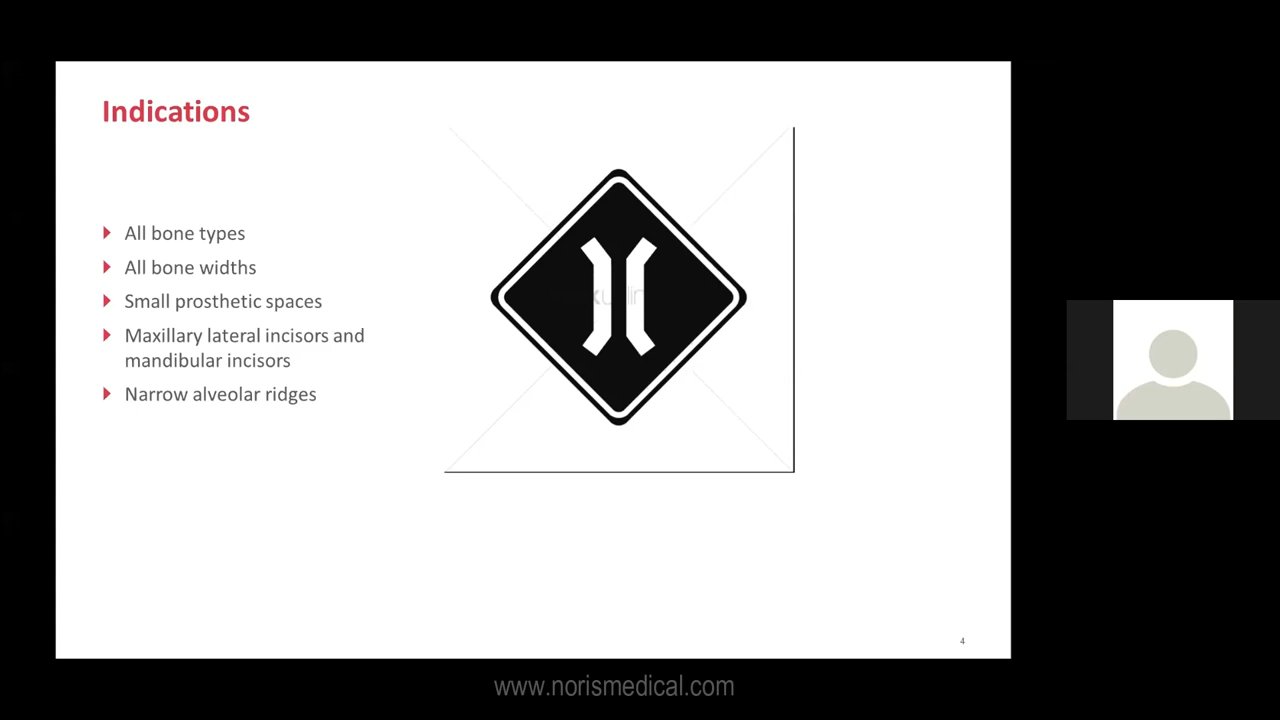 Indications
All bone types
All bone widths
Small prosthetic spaces
Maxillary lateral incisors and
mandibular incisors
Narrow alveolar ridges
4
www.norismedical.com